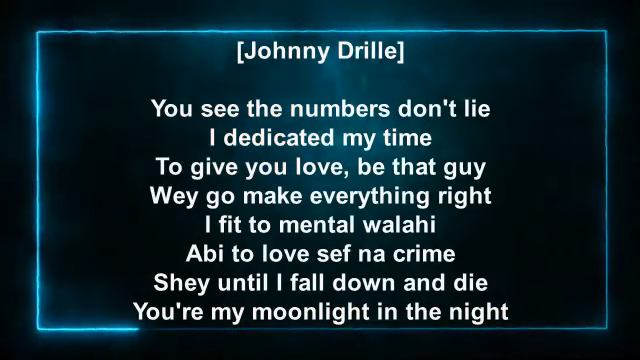 [Johnny Drille]
You see the numbers don't lie
I dedicated my time
To give you love, be that guy
Wey go make everything right
I fit to mental walahi
Abi to love sef na crime
Shey until I fall down and die
You're my moonlight in the night